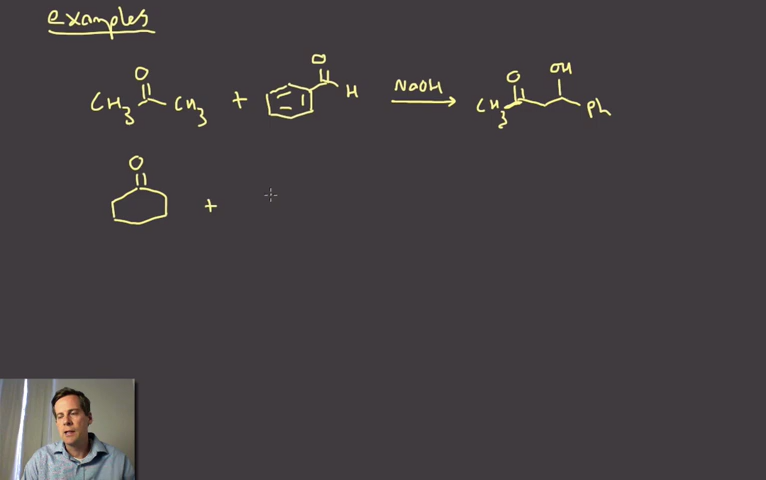 examples
CH3 O CH3 + O H NaOH CH3 O OH Ph
O +